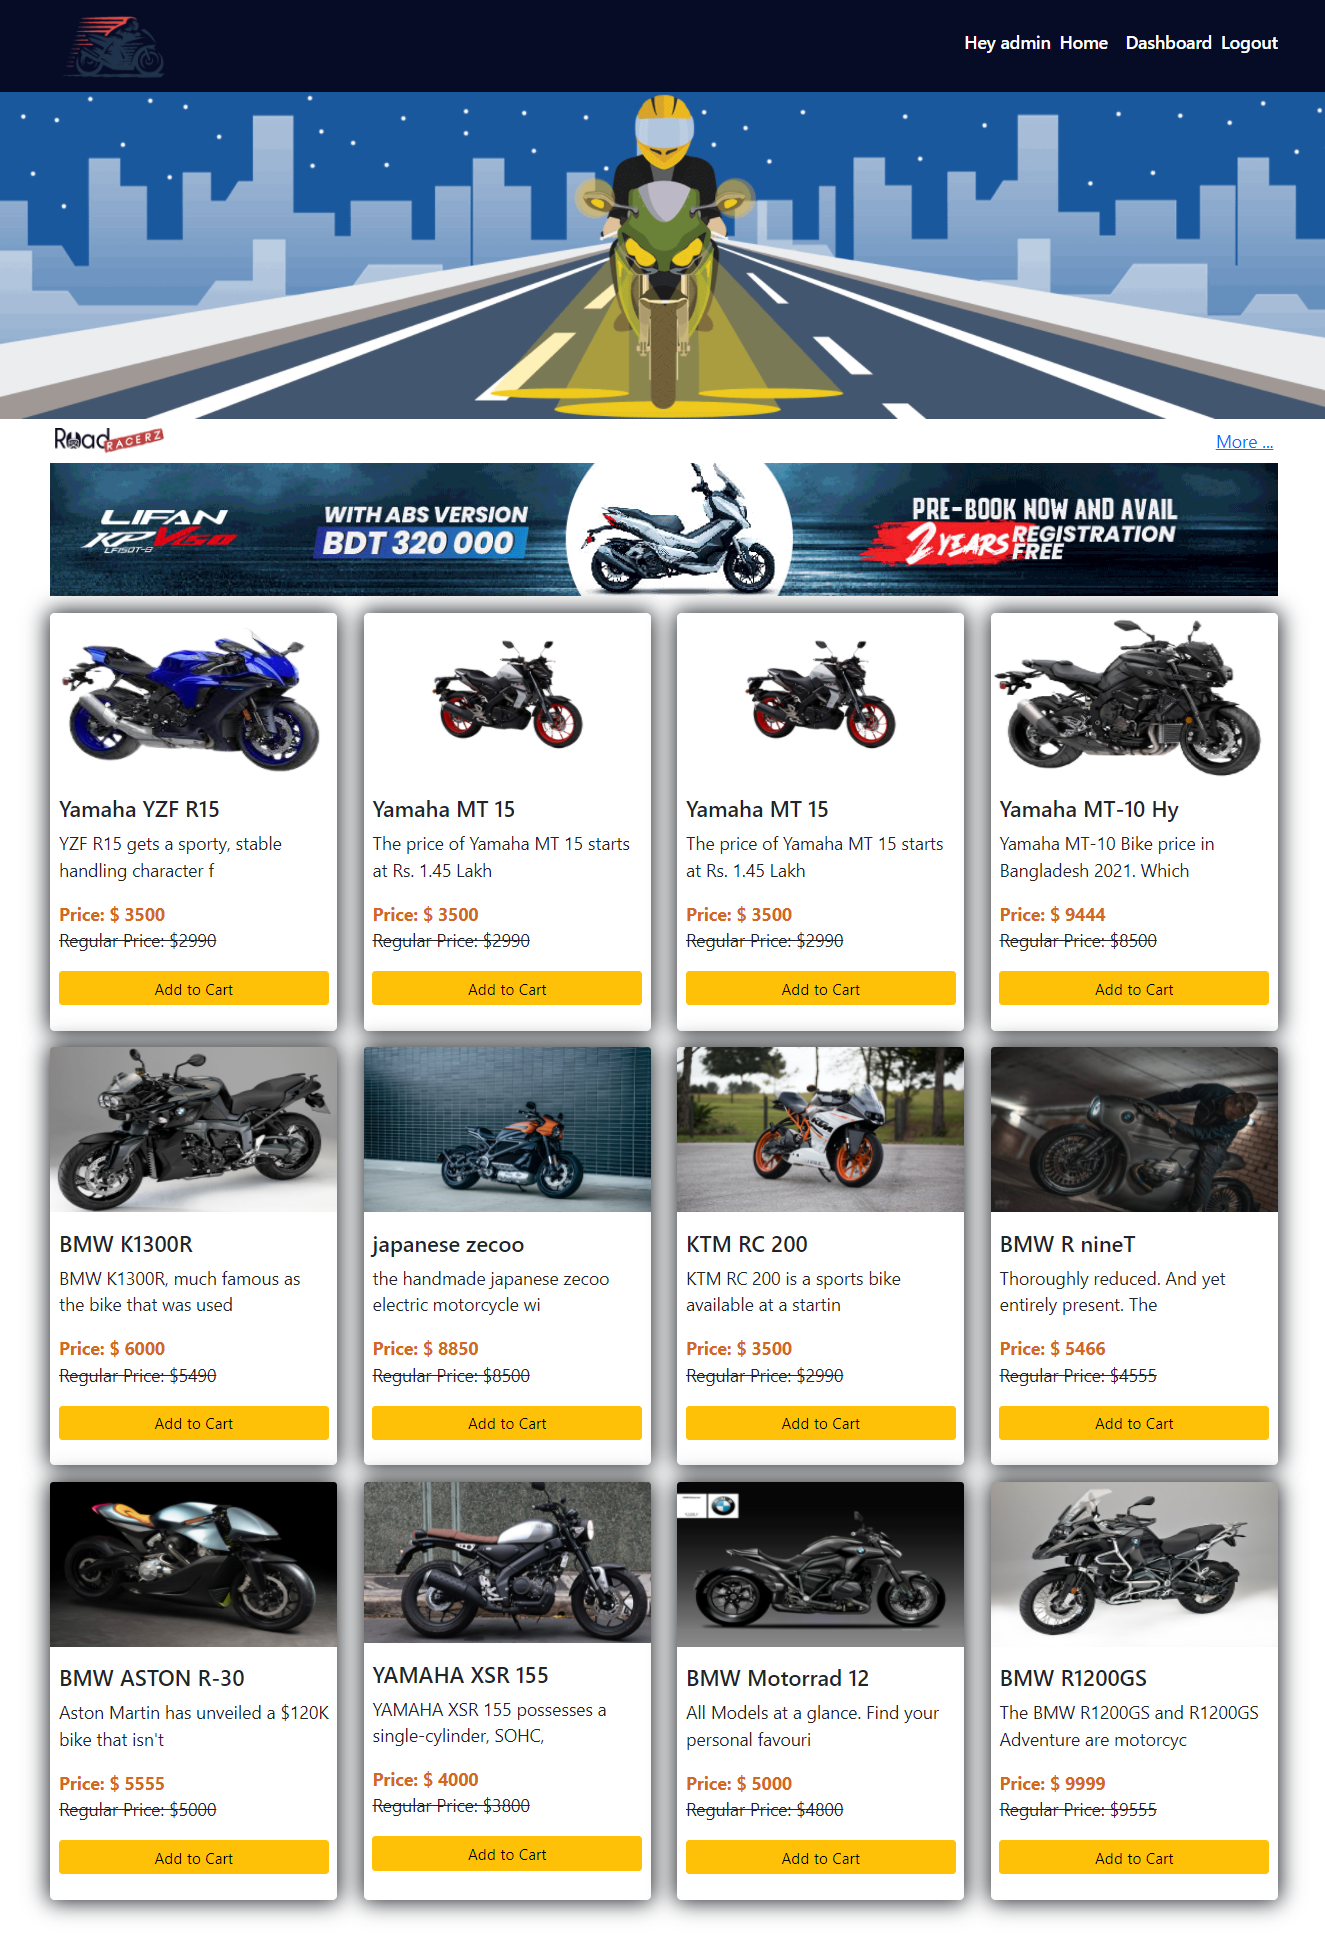 Hey admin Home Dashboard Logout
Road RACERZ
More ...
LIFAN
KPV150
LF150T-8
WITH ABS VERSION
BDT 320 000
PRE-BOOK NOW AND AVAIL
2 YEARS REGISTRATION FREE
Yamaha YZF R15
YZF R15 gets a sporty, stable
handling character f
Price: $ 3500
Regular Price: $2990
Add to Cart
Yamaha MT 15
The price of Yamaha MT 15 starts
at Rs. 1.45 Lakh
Price: $ 3500
Regular Price: $2990
Add to Cart
Yamaha MT 15
The price of Yamaha MT 15 starts
at Rs. 1.45 Lakh
Price: $ 3500
Regular Price: $2990
Add to Cart
Yamaha MT-10 Hy
Yamaha MT-10 Bike price in
Bangladesh 2021. Which
Price: $ 9444
Regular Price: $8500
Add to Cart
BMW K1300R
BMW K1300R, much famous as
the bike that was used
Price: $ 6000
Regular Price: $5490
Add to Cart
japanese zecoo
the handmade japanese zecoo
electric motorcycle wi
Price: $ 8850
Regular Price: $8500
Add to Cart
KTM
KTM RC 200
KTM RC 200 is a sports bike
available at a startin
Price: $ 3500
Regular Price: $2990
Add to Cart
BMW R nineT
Thoroughly reduced. And yet
entirely present. The
Price: $ 5466
Regular Price: $4555
Add to Cart
BMW ASTON R-30
Aston Martin has unveiled a $120K
bike that isn't
Price: $ 5555
Regular Price: $5000
Add to Cart
YAMAHA XSR 155
YAMAHA XSR 155 possesses a
single-cylinder, SOHC,
Price: $ 4000
Regular Price: $3800
Add to Cart
BMW Motorrad 12
All Models at a glance. Find your
personal favouri
Price: $ 5000
Regular Price: $4800
Add to Cart
BMW R1200GS
The BMW R1200GS and R1200GS
Adventure are motorcyc
Price: $ 9999
Regular Price: $9555
Add to Cart